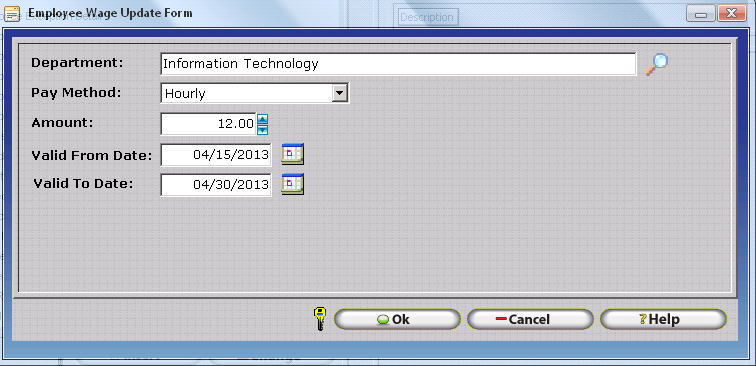 Employee Wage Update Form
Description
Department: Information Technology
Pay Method: Hourly
Amount: 12.00
Valid From Date: 04/15/2013
Valid To Date: 04/30/2013
Ok Cancel ?Help